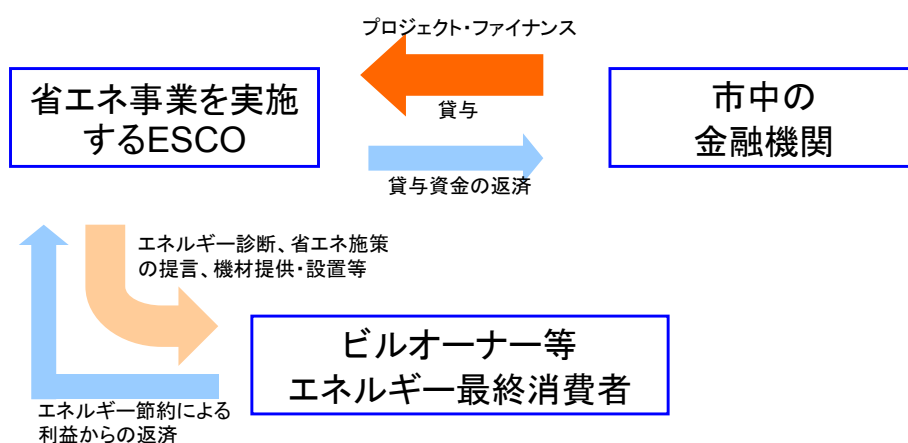 プロジェクト・ファイナンス
省エネ事業を実施
するESCO
貸与
市中の
金融機関
貸与資金の返済
エネルギー診断、省エネ施策
の提言、機材提供・設置等
ビルオーナー等
エネルギー最終消費者
エネルギー節約による
利益からの返済